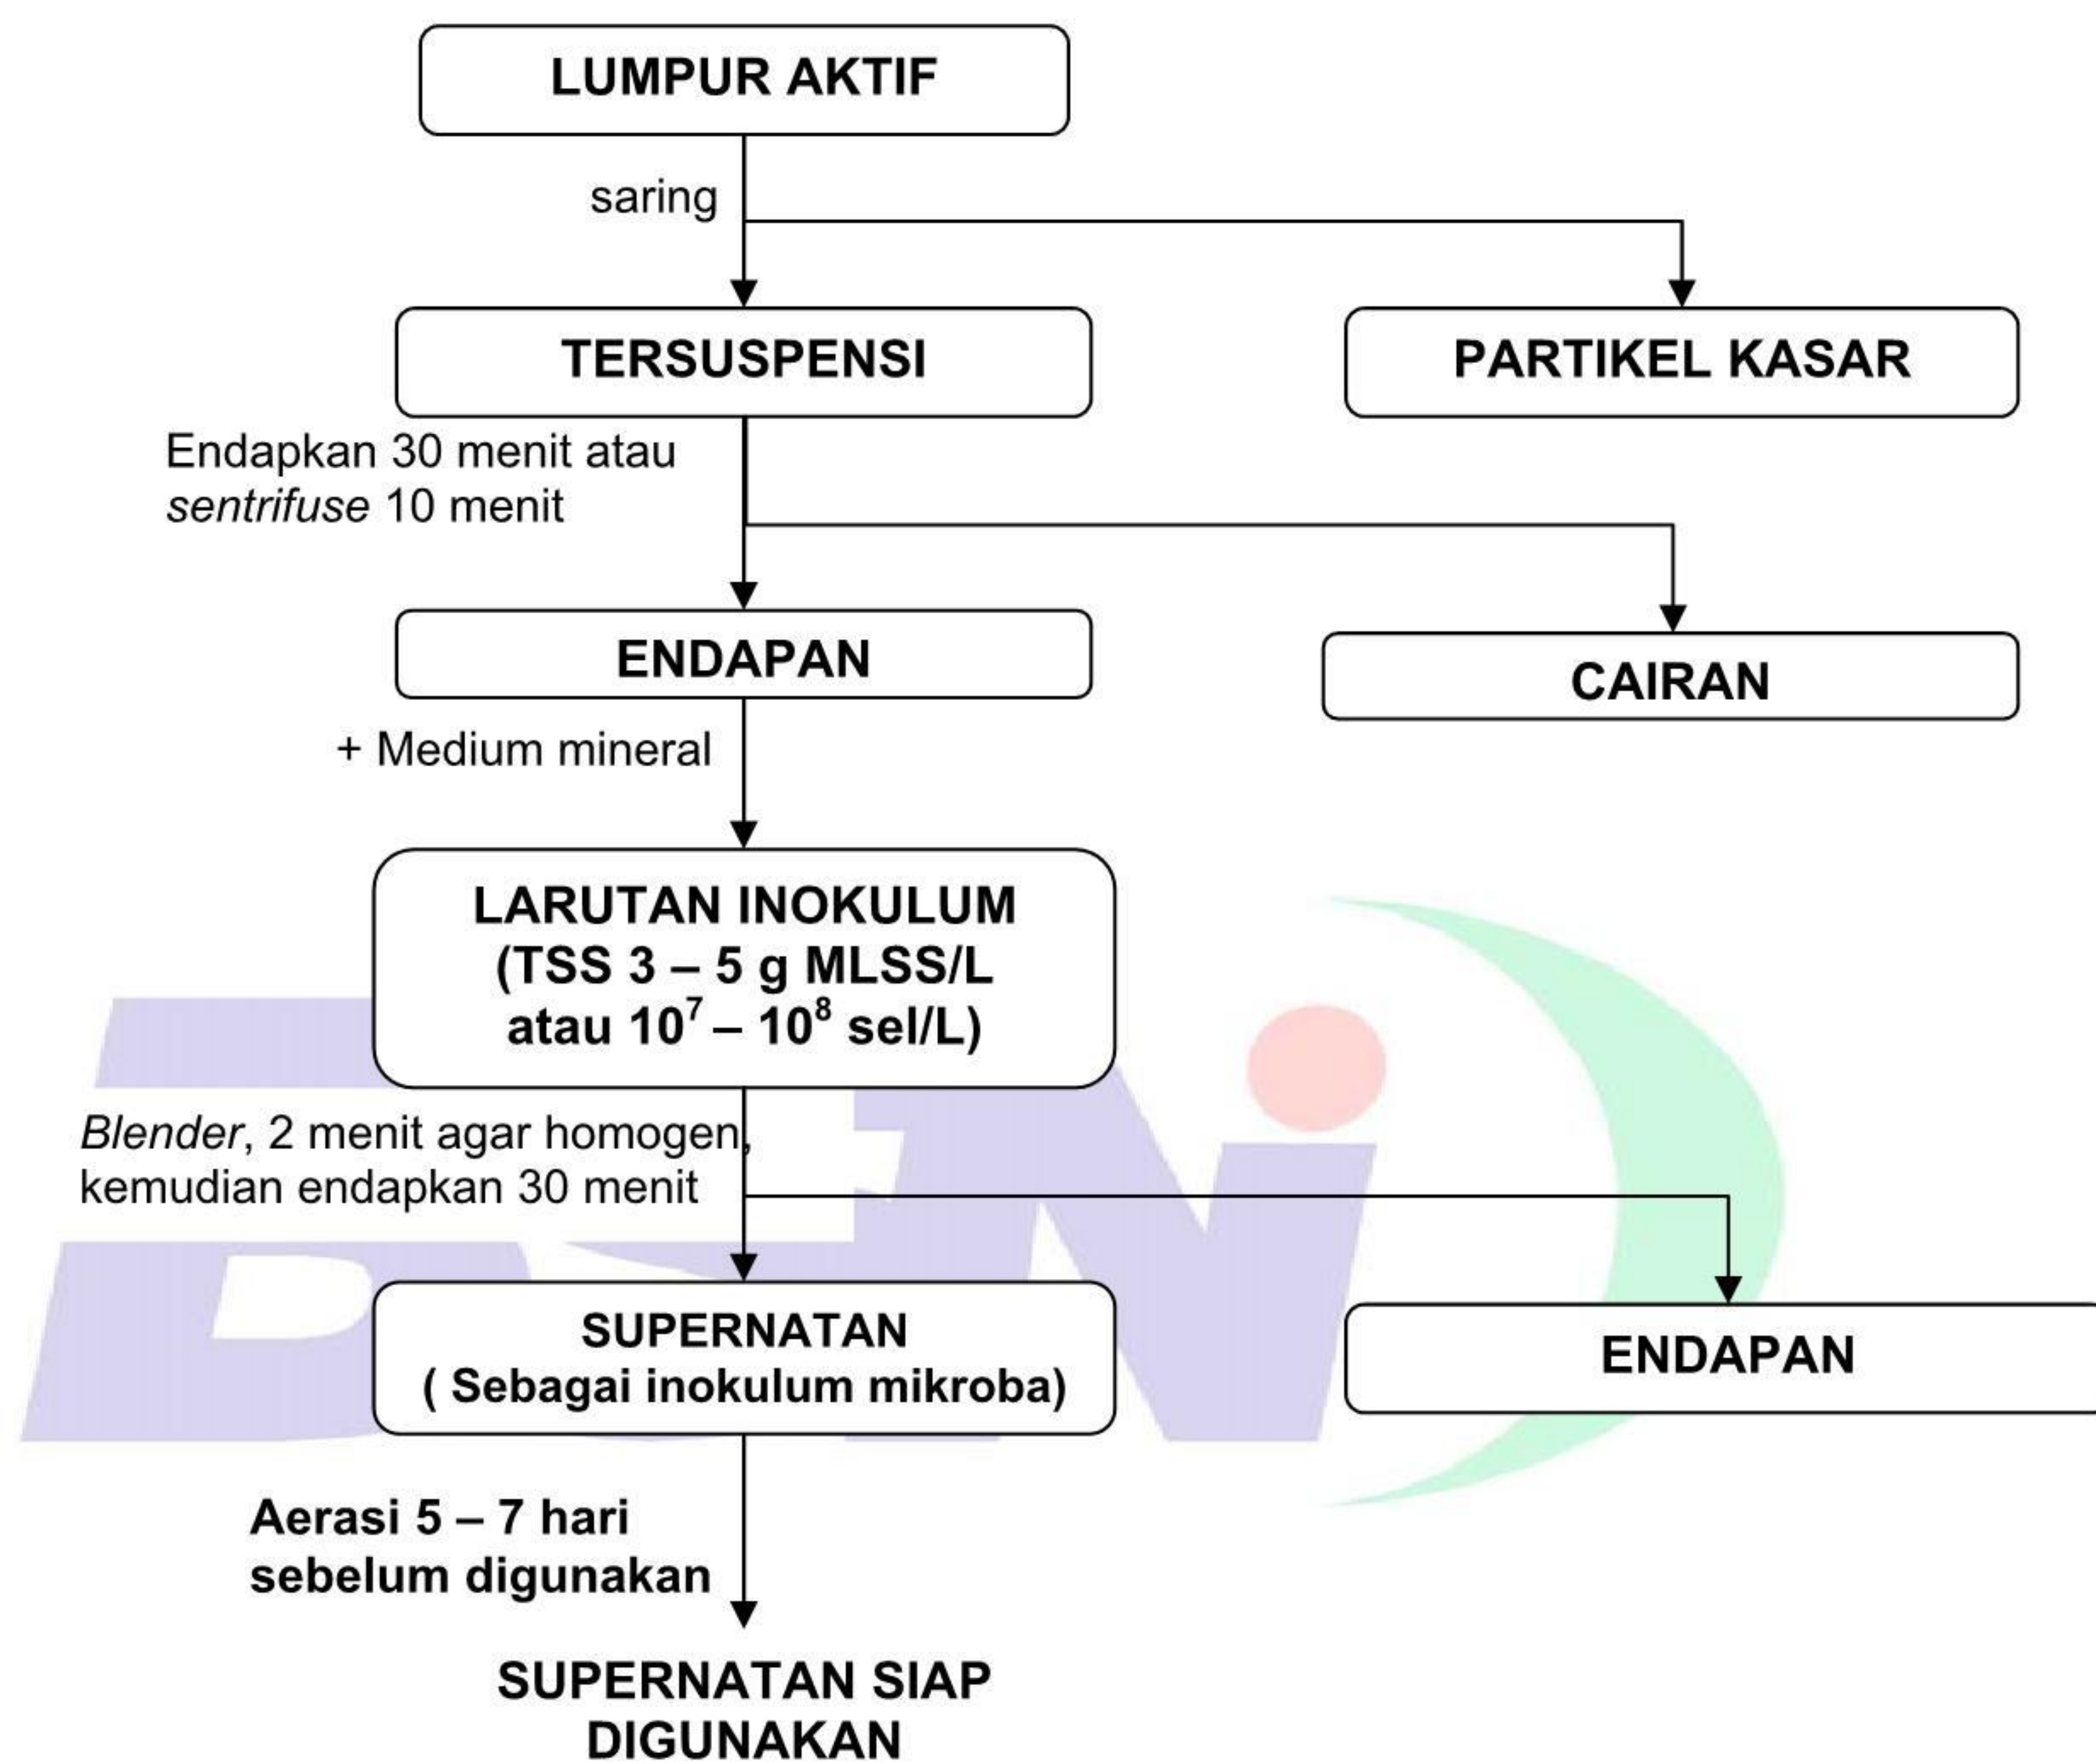 LUMPUR AKTIF
saring
TERSUSPENSI
PARTIKEL KASAR
Endapkan 30 menit atau
sentrifuse 10 menit
ENDAPAN
CAIRAN
+ Medium mineral
LARUTAN INOKULUM
(TSS 3 – 5 g MLSS/L
atau 10⁷ – 10⁸ sel/L)
Blender, 2 menit agar homogen,
kemudian endapkan 30 menit
SUPERNATAN
( Sebagai inokulum mikroba)
ENDAPAN
Aerasi 5 – 7 hari
sebelum digunakan
SUPERNATAN SIAP
DIGUNAKAN